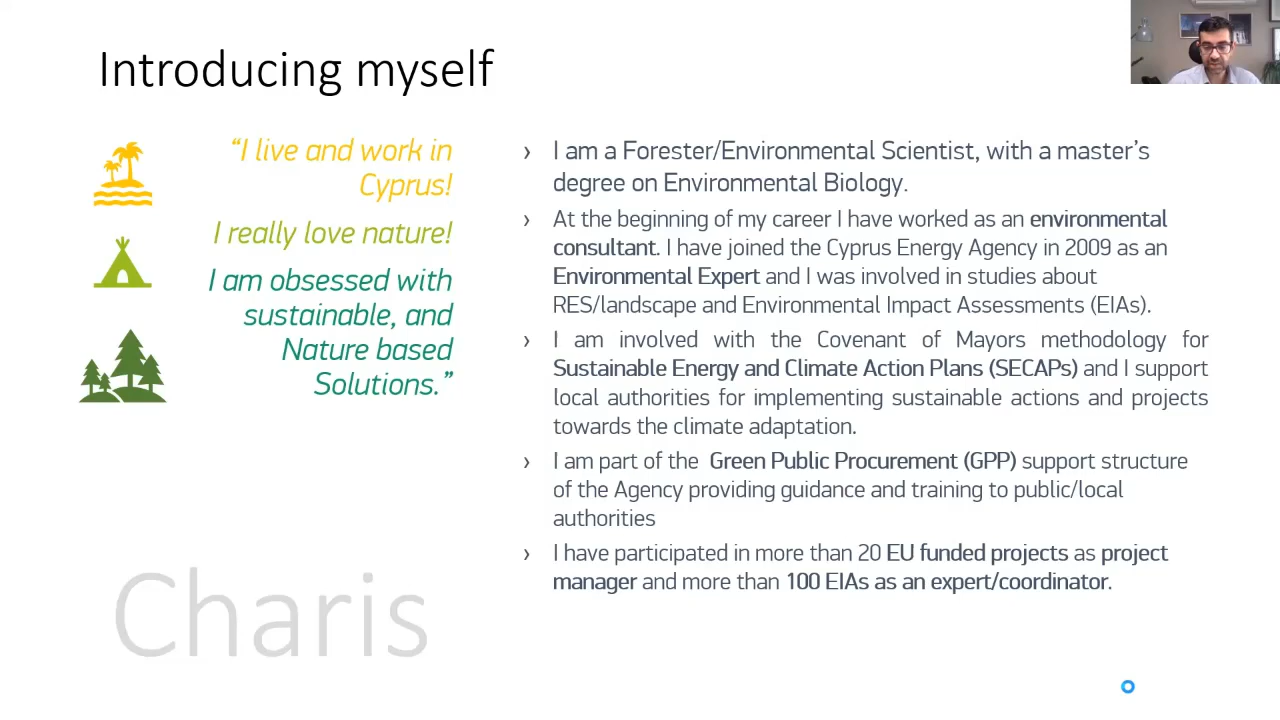 Introducing myself
“I live and work in
Cyprus!
I really love nature!
I am obsessed with
sustainable, and
Nature based
Solutions.”
Charis
› I am a Forester/Environmental Scientist, with a master’s
degree on Environmental Biology.
› At the beginning of my career I have worked as an environmental
consultant. I have joined the Cyprus Energy Agency in 2009 as an
Environmental Expert and I was involved in studies about
RES/landscape and Environmental Impact Assessments (EIAs).
› I am involved with the Covenant of Mayors methodology for
Sustainable Energy and Climate Action Plans (SECAPs) and I support
local authorities for implementing sustainable actions and projects
towards the climate adaptation.
› I am part of the Green Public Procurement (GPP) support structure
of the Agency providing guidance and training to public/local
authorities
› I have participated in more than 20 EU funded projects as project
manager and more than 100 EIAs as an expert/coordinator.